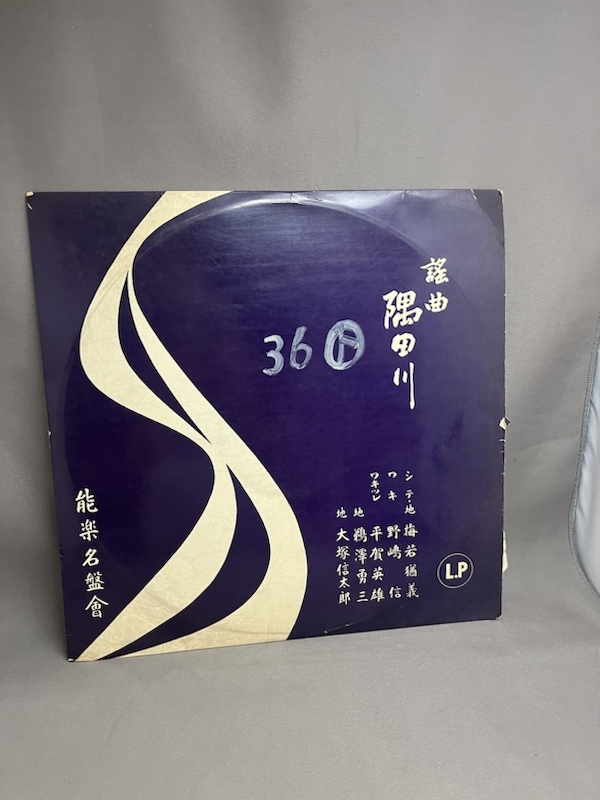 謡曲
隅田川
36 ㊦
シテ・地 梅若猶義
ワキ 野嶋信
ワキツレ 平賀英雄
地 鵜澤勇三
地 大塚信太郎
L.P
能楽名盤會